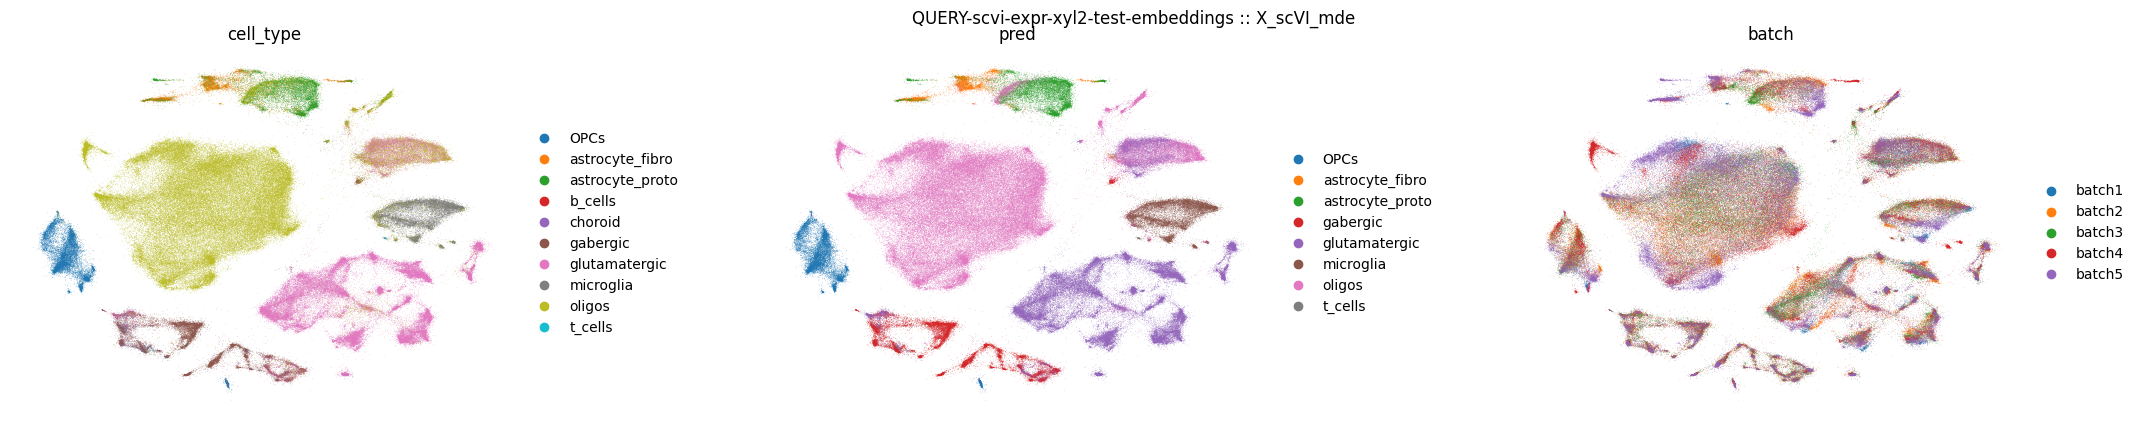 QUERY-scvi-expr-xyl2-test-embeddings :: X_scVI_mde
cell_type
OPCs
astrocyte_fibro
astrocyte_proto
b_cells
choroid
gabergic
glutamatergic
microglia
oligos
t_cells
pred
OPCs
astrocyte_fibro
astrocyte_proto
gabergic
glutamatergic
microglia
oligos
t_cells
batch
batch1
batch2
batch3
batch4
batch5